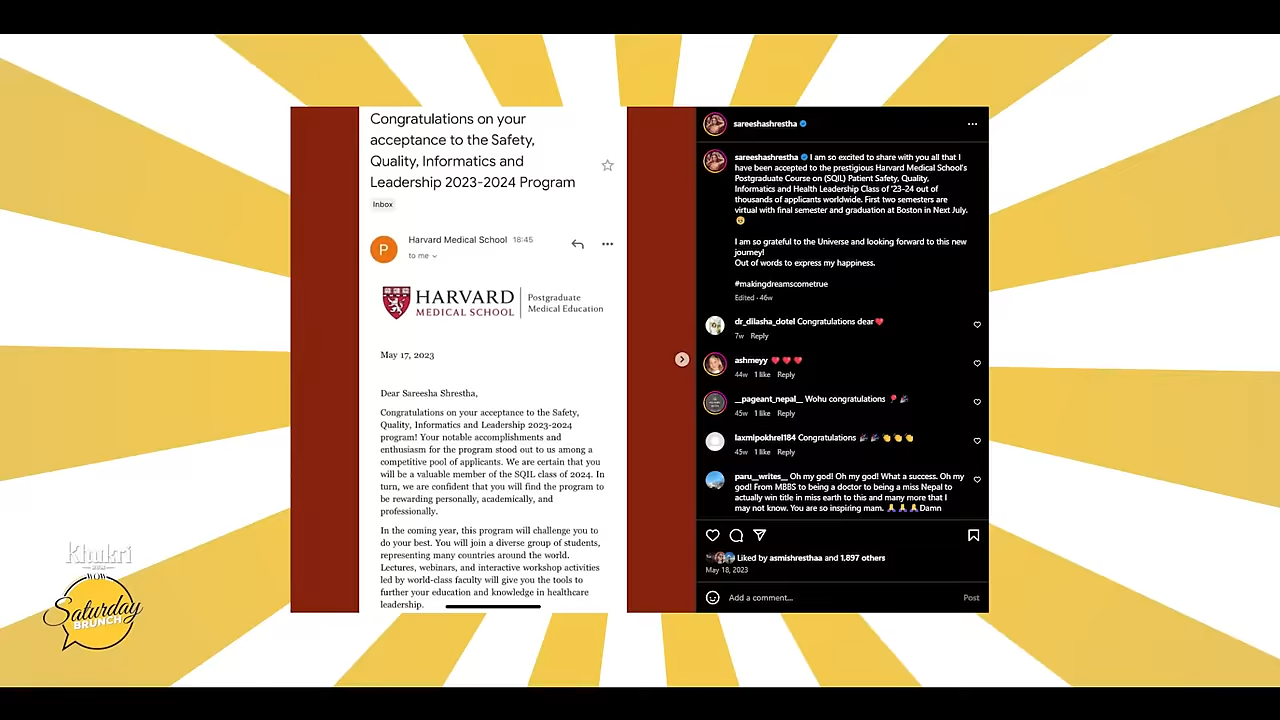 Congratulations on your
acceptance to the Safety,
Quality, Informatics and
Leadership 2023-2024 Program
Inbox
P
Harvard Medical School 18:45
to me
HARVARD
MEDICAL SCHOOL
Postgraduate
Medical Education
May 17, 2023
Dear Sareesha Shrestha,
Congratulations on your acceptance to the Safety,
Quality, Informatics and Leadership 2023-2024
program! Your notable accomplishments and
enthusiasm for the program stood out to us among a
competitive pool of applicants. We are certain that you
will be a valuable member of the SQIL class of 2024. In
turn, we are confident that you will find the program to
be rewarding personally, academically, and
professionally.
In the coming year, this program will challenge you to
do your best. You will join a diverse group of students,
representing many countries around the world.
Lectures, webinars, and interactive workshop activities
led by world-class faculty will give you the tools to
further your education and knowledge in healthcare
leadership.
sareeshashrestha
sareeshashrestha I am so excited to share with you all that I
have been accepted to the prestigious Harvard Medical School's
Postgraduate Course on (SQIL) Patient Safety, Quality,
Informatics and Health Leadership Class of '23-24 out of
thousands of applicants worldwide. First two semesters are
virtual with final semester and graduation at Boston in Next July.
🥹
I am so grateful to the Universe and looking forward to this new
journey!
Out of words to express my happiness.
#makingdreamscometrue
Edited · 46w
dr_dilasha_dotel Congratulations dear❤️
7w Reply
ashmeyy ❤️ ❤️ ❤️
44w 1 like Reply
__pageant_nepal__ Wohu congratulations 🎈 🎉
45w 1 like Reply
laxmipokhrel184 Congratulations 🎉 🎉 👏 👏 👏
45w 1 like Reply
paru_writes__ Oh my god! Oh my god! What a success. Oh my
god! From MBBS to being a doctor to being a miss Nepal to
actually win title in miss earth to this and many more that I
may not know. You are so inspiring mam. 🧎‍♀️🧎‍♀️🧎‍♀️Damn
Liked by asmishresthaa and 1,897 others
May 18, 2023
Add a comment...
Post
Khukri
RUM
WOW
Saturday
BRUNCH